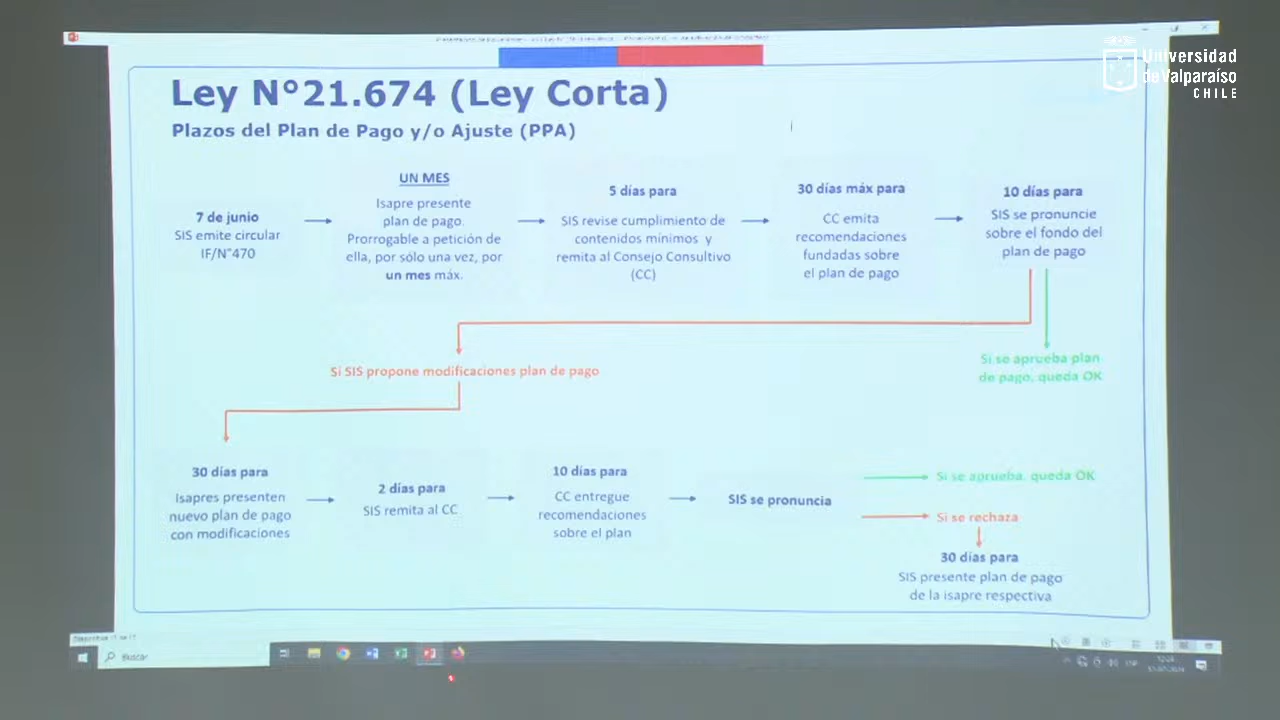 Universidad
de Valparaíso
CHILE
Ley N°21.674 (Ley Corta)
Plazos del Plan de Pago y/o Ajuste (PPA)
7 de junio
SIS emite circular
IF/N°470
UN MES
Isapre presente
plan de pago.
Prorrogable a petición de
ella, por sólo una vez, por
un mes máx.
5 días para
SIS revise cumplimiento de
contenidos mínimos y
remita al Consejo Consultivo
(CC)
30 días máx para
CC emita
recomendaciones
fundadas sobre
el plan de pago
10 días para
SIS se pronuncie
sobre el fondo del
plan de pago
Si SIS propone modificaciones plan de pago
Si se aprueba plan
de pago, queda OK
30 días para
Isapres presenten
nuevo plan de pago
con modificaciones
2 días para
SIS remita al CC
10 días para
CC entregue
recomendaciones
sobre el plan
SIS se pronuncia
Si se aprueba, queda OK
Si se rechaza
30 días para
SIS presente plan de pago
de la isapre respectiva
Buscar
ESP